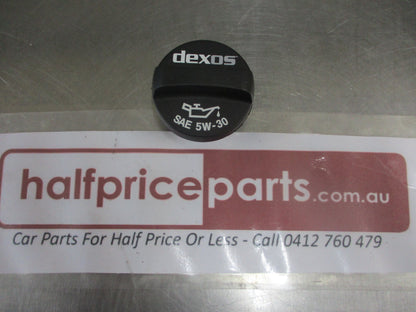 dexos
SAE 5W-30
halfpriceparts.com.au
Car Parts For Half Price Or Less - Call 0412 760 479